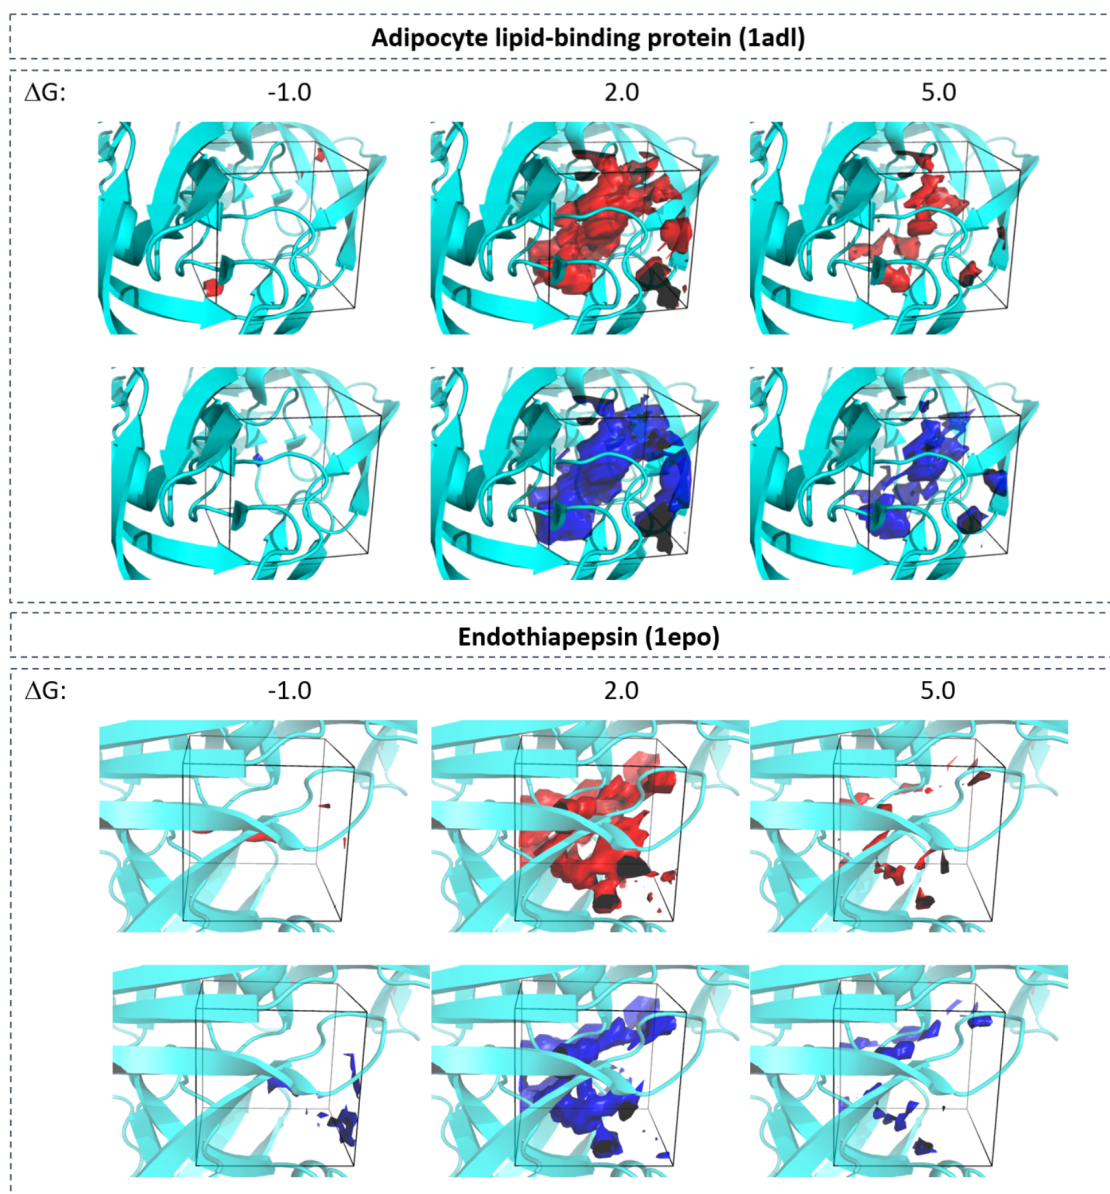 Adipocyte lipid-binding protein (1adl)
ΔG: -1.0 2.0 5.0
Endothiapepsin (1epo)
ΔG: -1.0 2.0 5.0